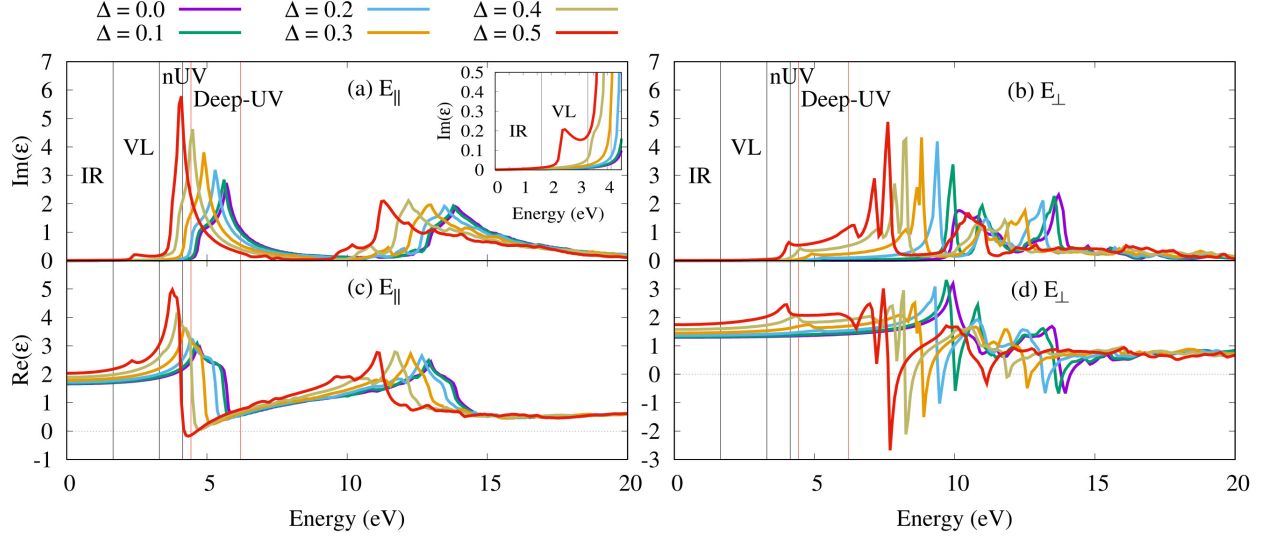 Δ = 0.0 Δ = 0.2 Δ = 0.4
Δ = 0.1 Δ = 0.3 Δ = 0.5
7
6
5
4
3
2
1
0
Im(ε)
IR
VL
nUV
Deep-UV
(a) E∥
0.5
0.4
0.3
0.2
0.1
0
Im(ε)
IR
VL
0 1 2 3 4
Energy (eV)
7
6
5
4
3
2
1
0
Im(ε)
IR
VL
nUV
Deep-UV
(b) E⊥
5
4
3
2
1
0
-1
Re(ε)
(c) E∥
0 5 10 15 20
Energy (eV)
3
2
1
0
-1
-2
-3
Re(ε)
(d) E⊥
0 5 10 15 20
Energy (eV)